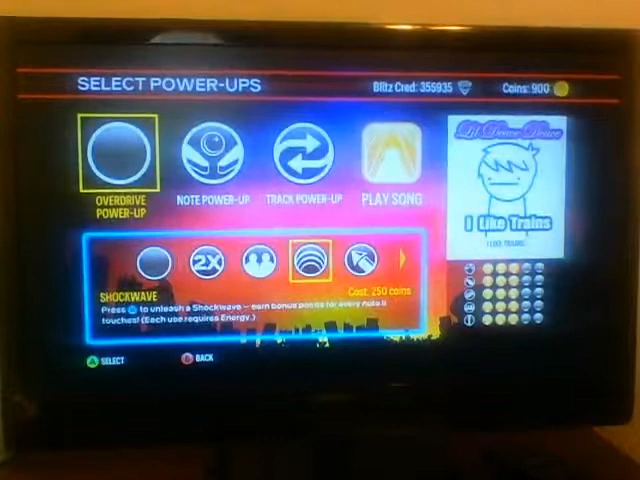 SELECT POWER-UPS
Blitz Cred: 355935
Coins: 900
OVERDRIVE
POWER-UP
NOTE POWER-UP
TRACK POWER-UP
PLAY SONG
Lil Deuce Deuce
I Like Trains
I LIKE TRAINS
2X
Cost: 250 coins
SHOCKWAVE
Press to unleash a Shockwave – earn bonus points for every note it
touches! (Each use requires Energy.)
SELECT
BACK